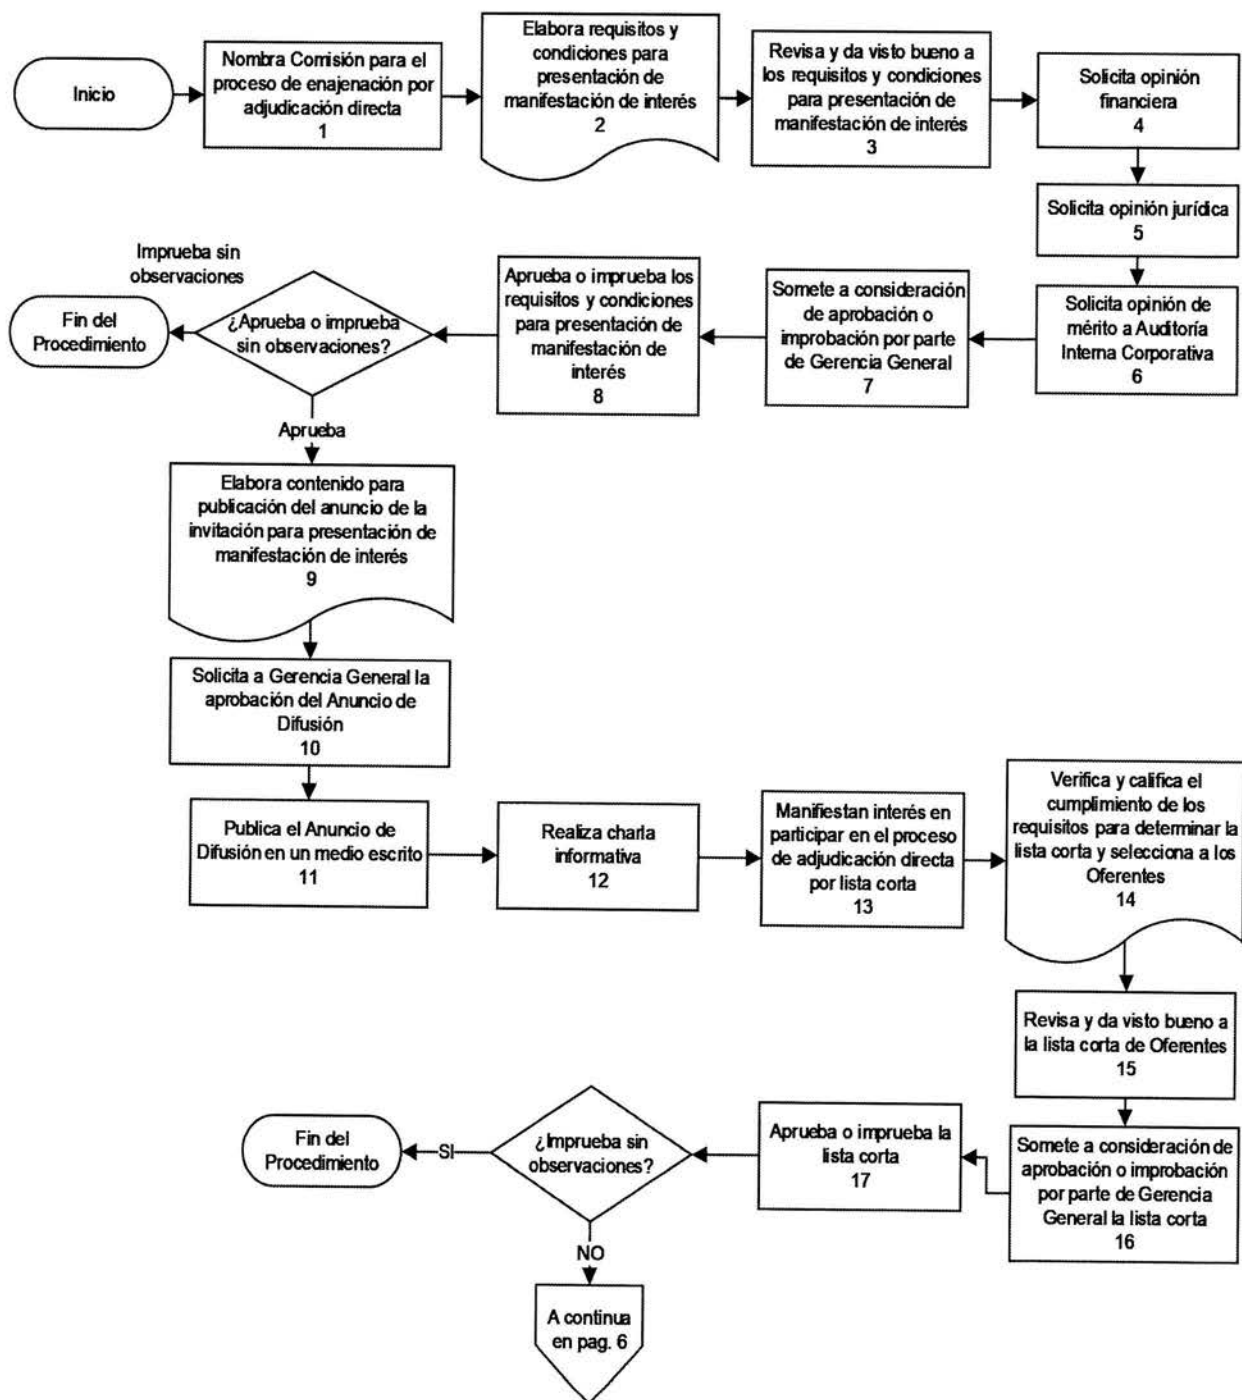 Inicio
Nombra Comisión para el
proceso de enajenación por
adjudicación directa
1
Elabora requisitos y
condiciones para
presentación de
manifestación de interés
2
Revisa y da visto bueno a
los requisitos y condiciones
para presentación de
manifestación de interés
3
Solicita opinión
financiera
4
Solicita opinión jurídica
5
Solicita opinión de
mérito a Auditoría
Interna Corporativa
6
Somete a consideración
de aprobación o
improbación por parte
de Gerencia General
7
Aprueba o imprueba los
requisitos y condiciones
para presentación de
manifestación de
interés
8
¿Aprueba o imprueba
sin observaciones?
Imprueba sin
observaciones
Fin del
Procedimiento
Aprueba
Elabora contenido para
publicación del anuncio de la
invitación para presentación de
manifestación de interés
9
Solicita a Gerencia General la
aprobación del Anuncio de
Difusión
10
Publica el Anuncio de
Difusión en un medio escrito
11
Realiza charla
informativa
12
Manifiestan interés en
participar en el proceso
de adjudicación directa
por lista corta
13
Verifica y califica el
cumplimiento de los
requisitos para determinar la
lista corta y selecciona a los
Oferentes
14
Revisa y da visto bueno a
la lista corta de Oferentes
15
Somete a consideración de
aprobación o improbación
por parte de Gerencia
General la lista corta
16
Aprueba o imprueba la
lista corta
17
¿Imprueba sin
observaciones?
SI
Fin del
Procedimiento
NO
A continua
en pag. 6